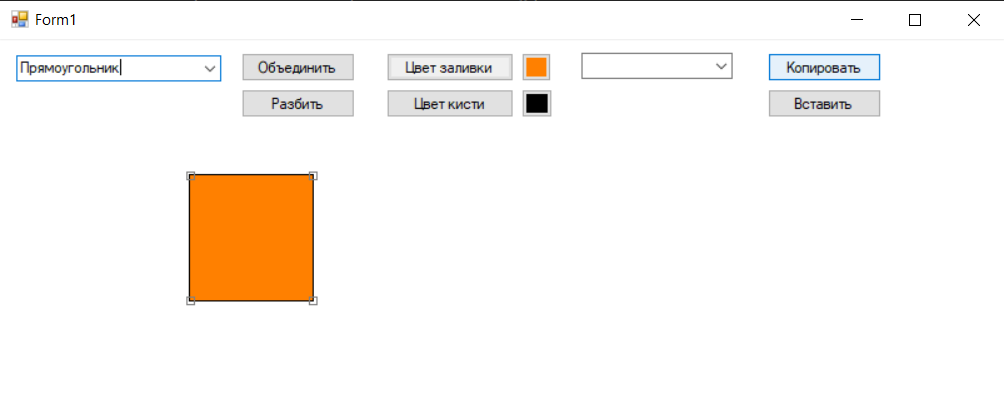 Form1
Прямоугольник
Объединить
Цвет заливки
Копировать
Разбить
Цвет кисти
Вставить